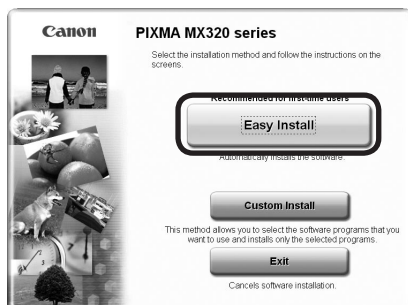 Canon
PIXMA MX320 series
Select the installation method and follow the instructions on the
screens.
Recommended for first-time users
Easy Install
Automatically installs the software.
Custom Install
This method allows you to select the software programs that you
want to use and installs only the selected programs.
Exit
Cancels software installation.